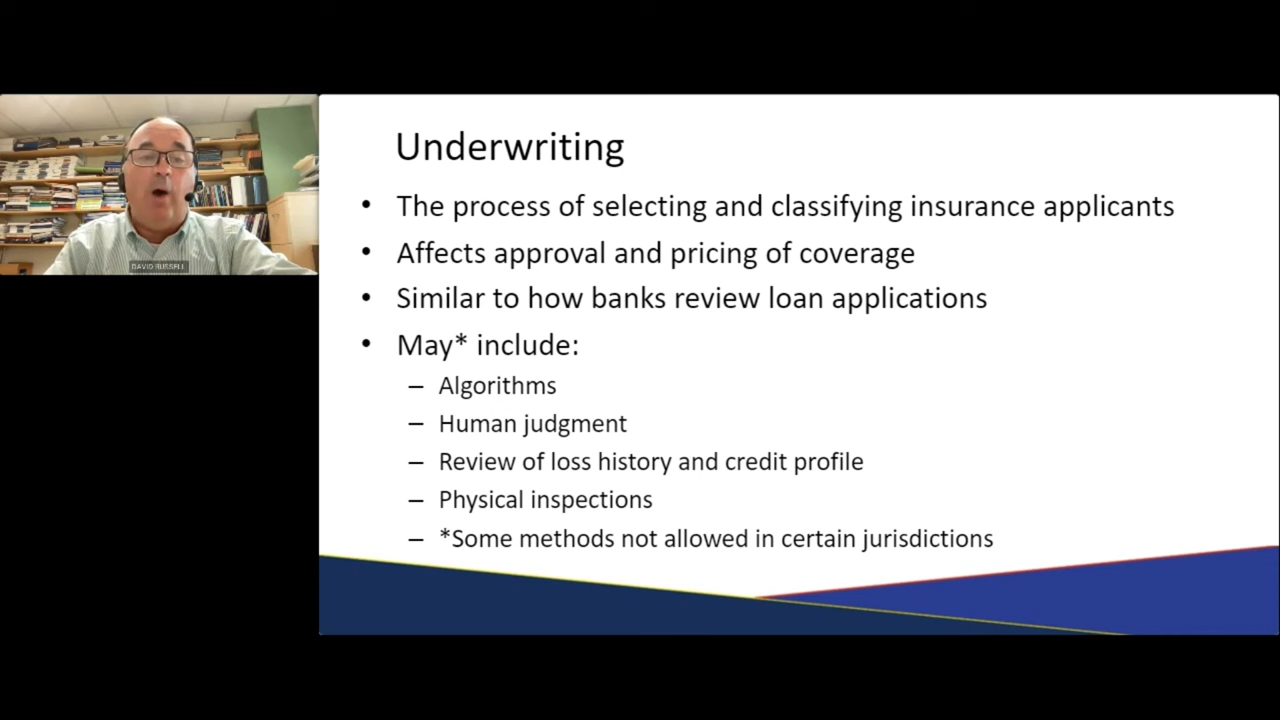 DAVID RUSSELL
Underwriting
• The process of selecting and classifying insurance applicants
• Affects approval and pricing of coverage
• Similar to how banks review loan applications
• May* include:
– Algorithms
– Human judgment
– Review of loss history and credit profile
– Physical inspections
– *Some methods not allowed in certain jurisdictions